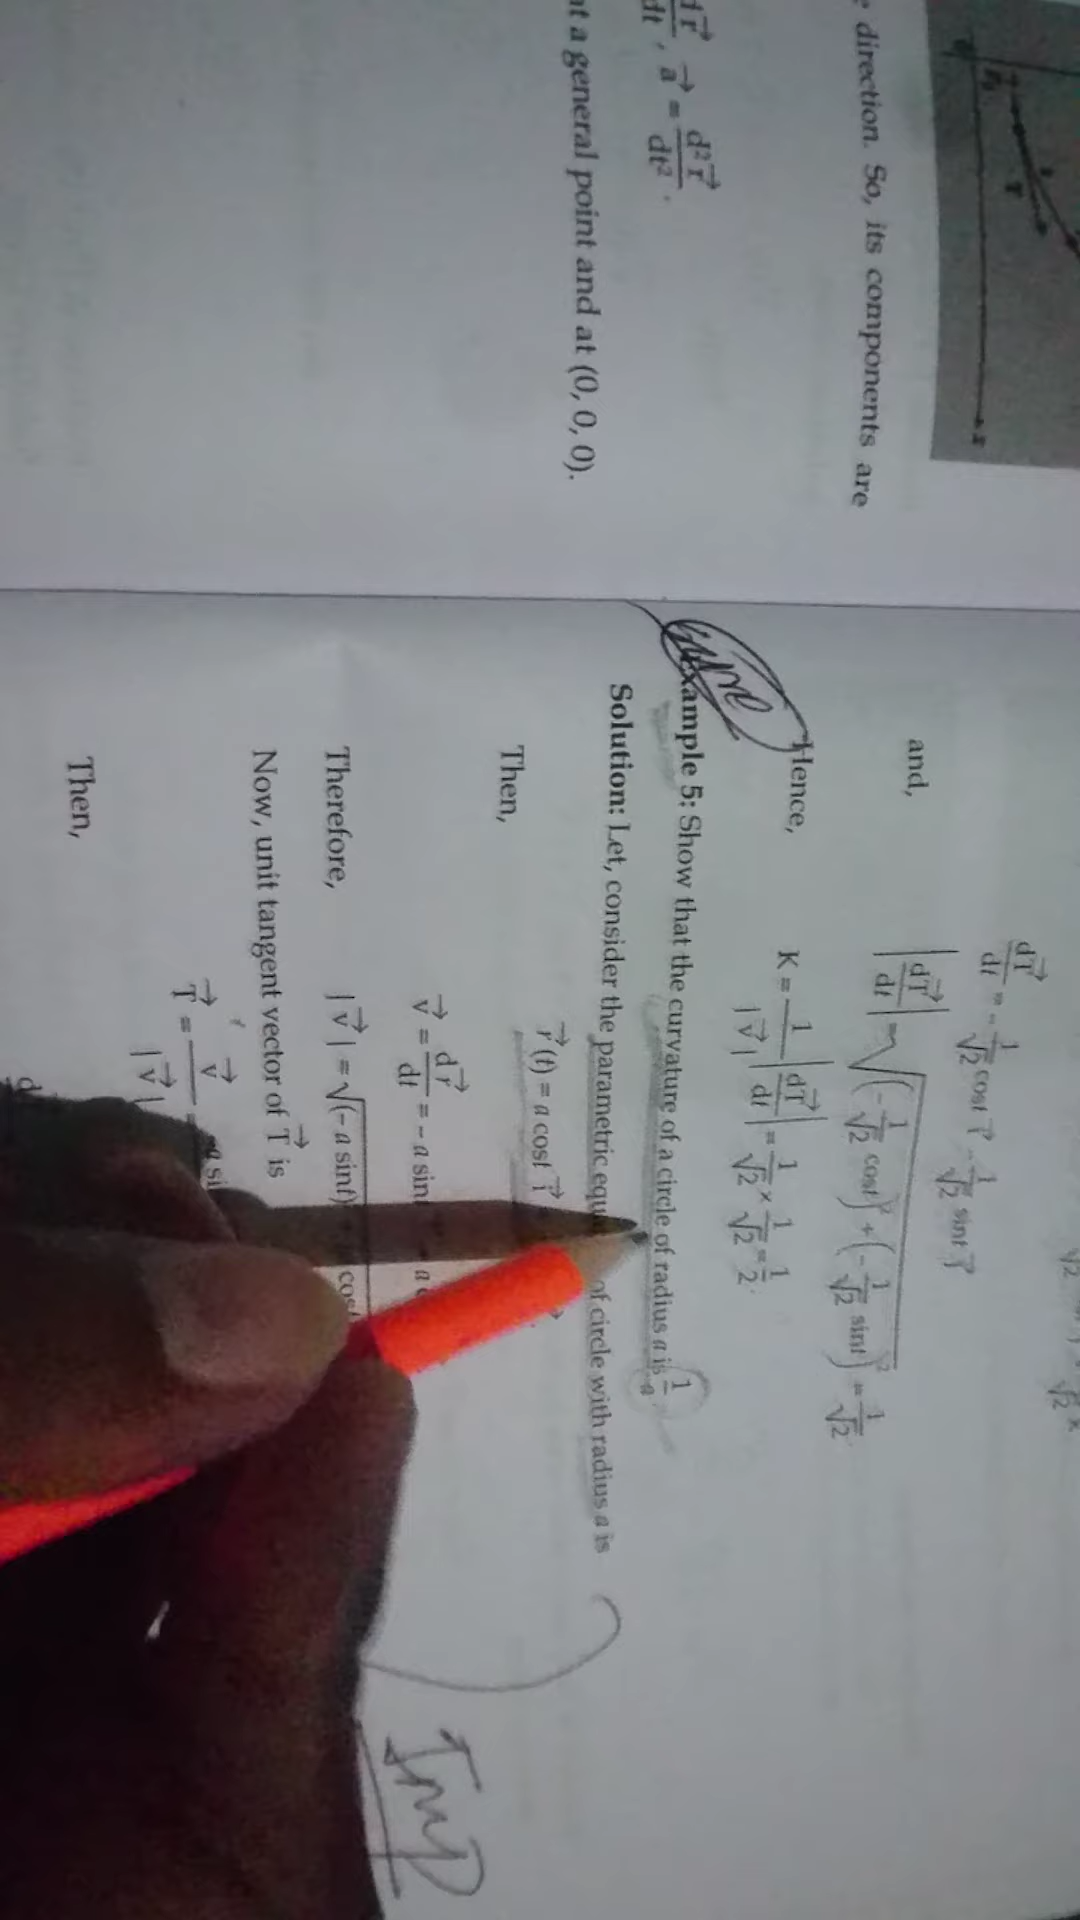 direction. So, its components are
dr⃗/dt, a⃗ = d²r⃗/dt².
at a general point and at (0, 0, 0).
dT⃗/dt = - 1/√2 cost i⃗ - 1/√2 sint j⃗
and, |dT⃗/dt| = √((- 1/√2 cost)² + (- 1/√2 sint)²) = 1/√2
Hence, K = 1/|v⃗| |dT⃗/dt| = 1/√2 × 1/√2 = 1/2.
Example 5: Show that the curvature of a circle of radius a is 1/a
Solution: Let, consider the parametric equ of circle with radius a is
r⃗(t) = a cost i⃗
Then, v⃗ = dr⃗/dt = - a sint
Therefore, |v⃗| = √(- a sint) cost
Now, unit tangent vector of T⃗ is
T⃗ = v⃗/|v⃗| =
Then,
Imp